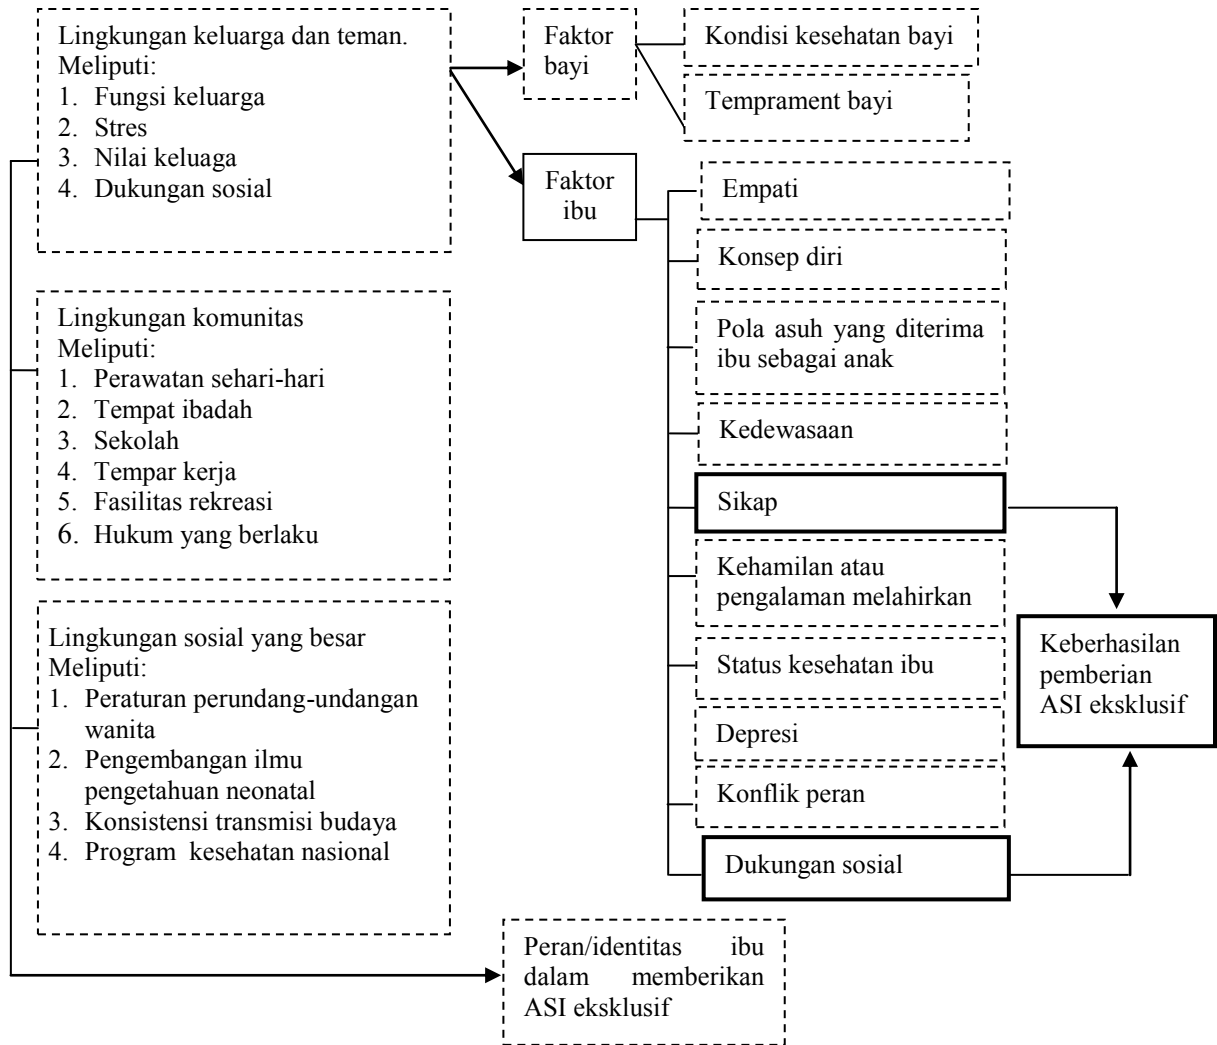 Lingkungan keluarga dan teman.
Meliputi:
1. Fungsi keluarga
2. Stres
3. Nilai keluaga
4. Dukungan sosial
Lingkungan komunitas
Meliputi:
1. Perawatan sehari-hari
2. Tempat ibadah
3. Sekolah
4. Tempar kerja
5. Fasilitas rekreasi
6. Hukum yang berlaku
Lingkungan sosial yang besar
Meliputi:
1. Peraturan perundang-undangan
wanita
2. Pengembangan ilmu
pengetahuan neonatal
3. Konsistensi transmisi budaya
4. Program kesehatan nasional
Faktor
bayi
Kondisi kesehatan bayi
Temprament bayi
Faktor
ibu
Empati
Konsep diri
Pola asuh yang diterima
ibu sebagai anak
Kedewasaan
Sikap
Kehamilan atau
pengalaman melahirkan
Status kesehatan ibu
Depresi
Konflik peran
Dukungan sosial
Keberhasilan
pemberian
ASI eksklusif
Peran/identitas ibu
dalam memberikan
ASI eksklusif